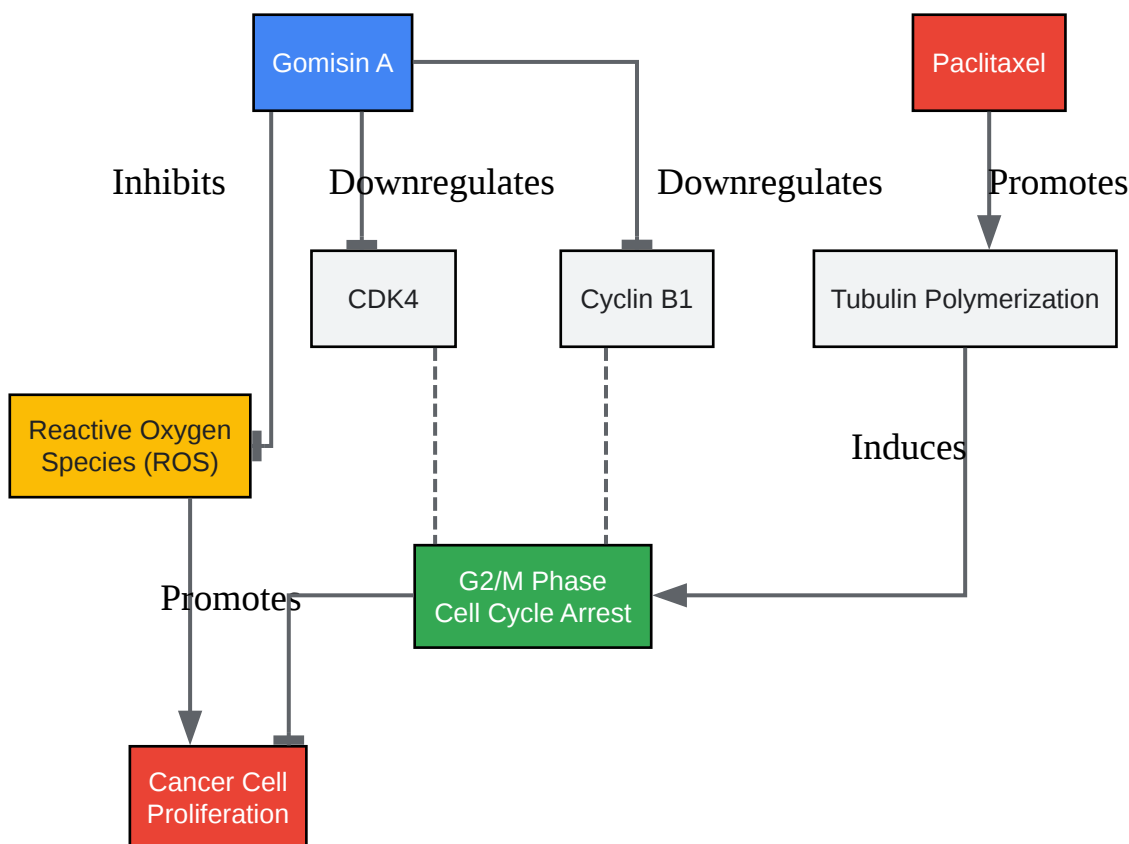 Gomisin A
Paclitaxel
Inhibits
Downregulates
Downregulates
Promotes
CDK4
Cyclin B1
Tubulin Polymerization
Reactive Oxygen
Species (ROS)
Induces
G2/M Phase
Cell Cycle Arrest
Promotes
Cancer Cell
Proliferation